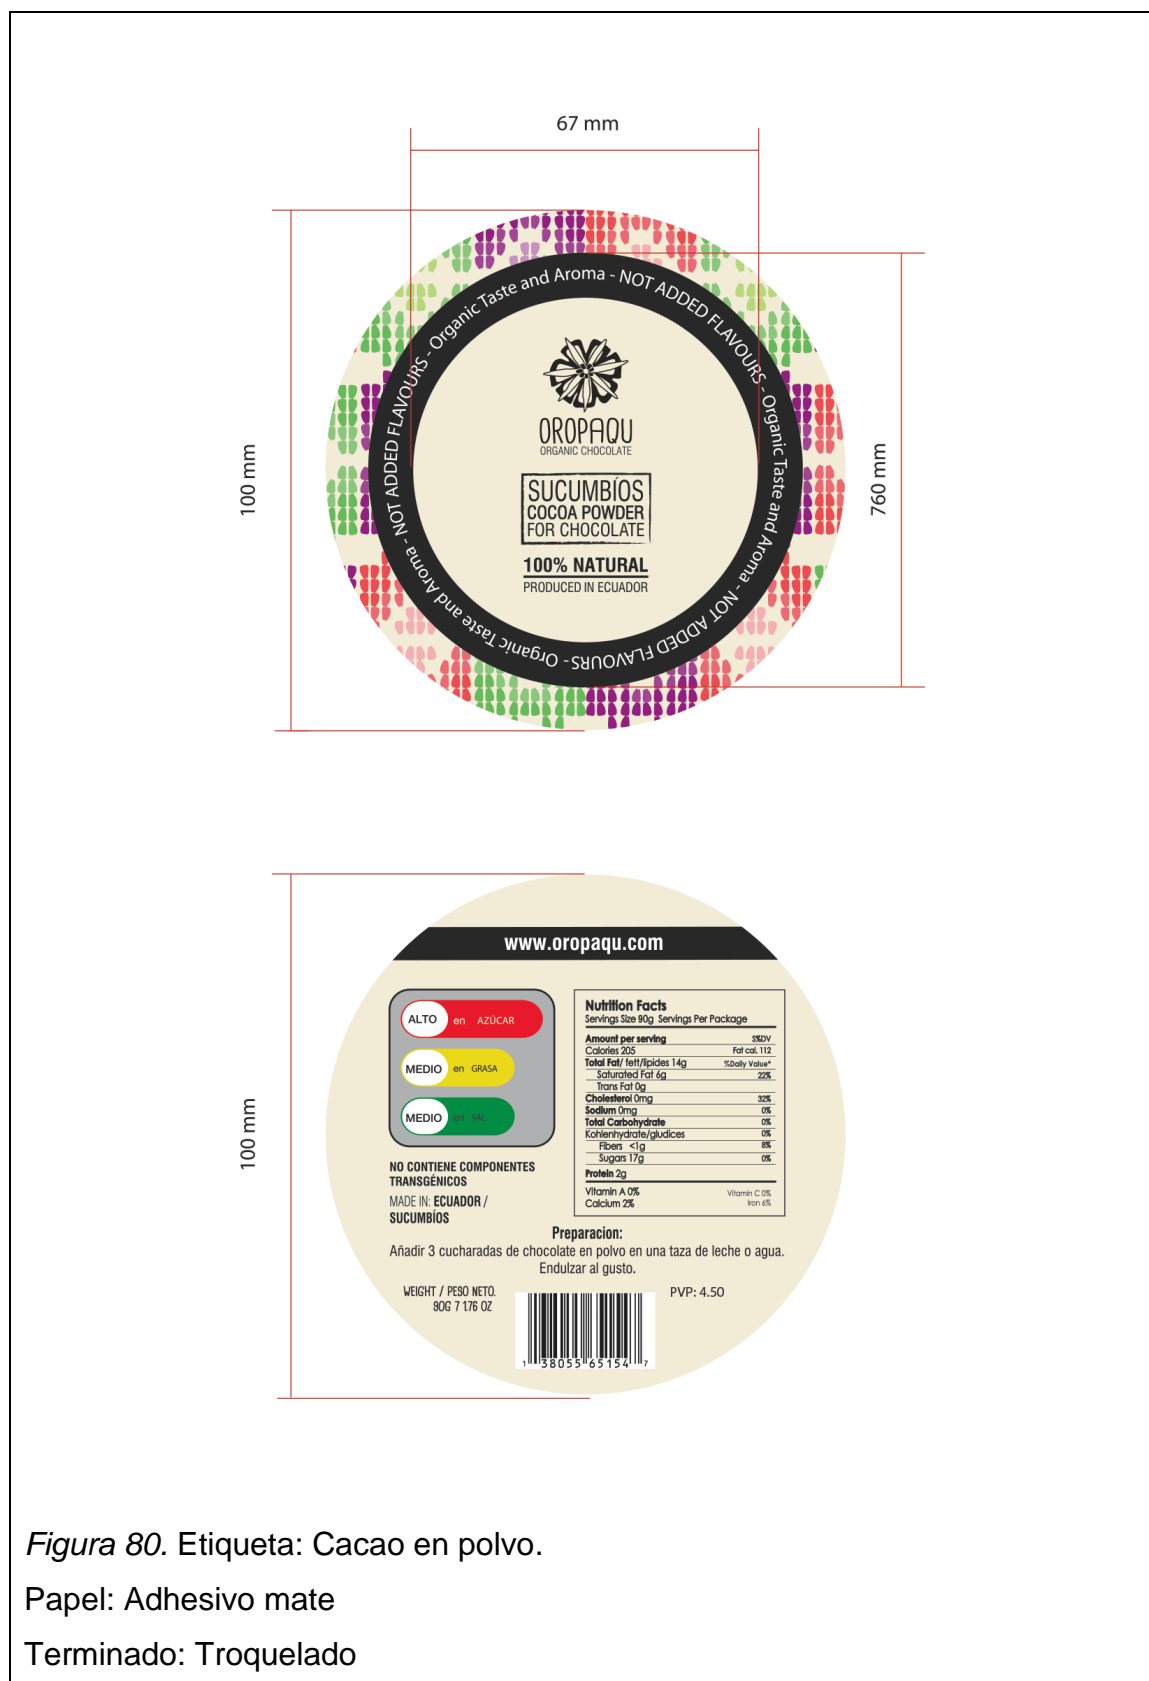 67 mm
100 mm
760 mm
Organic Taste and Aroma - NOT ADDED FLAVOURS - Organic Taste and Aroma - NOT ADDED FLAVOURS - Organic Taste and Aroma - NOT ADDED FLAVOURS -
OROPAQU
ORGANIC CHOCOLATE
SUCUMBÍOS
COCOA POWDER
FOR CHOCOLATE
100% NATURAL
PRODUCED IN ECUADOR
100 mm
www.oropaqu.com
ALTO en AZÚCAR
MEDIO en GRASA
MEDIO en SAL
NO CONTIENE COMPONENTES
TRANSGÉNICOS
MADE IN: ECUADOR /
SUCUMBÍOS
Nutrition Facts
Servings Size 90g Servings Per Package
Amount per serving S%DV
Calories 205 Fat cal. 112
Total Fat/ fett/lipides 14g %Daily Value*
Saturated Fat 6g 22%
Trans Fat 0g
Cholesterol 0mg 32%
Sodium 0mg 0%
Total Carbohydrate 0%
Kohlenhydrate/gludices 0%
Fibers <1g 8%
Sugars 17g 0%
Protein 2g
Vitamin A 0% Vitamin C 0%
Calcium 2% Iron 6%
Preparacion:
Añadir 3 cucharadas de chocolate en polvo en una taza de leche o agua.
Endulzar al gusto.
WEIGHT / PESO NETO.
90G 7 1.76 OZ
PVP: 4.50
1 38055 65154 7
Figura 80. Etiqueta: Cacao en polvo.
Papel: Adhesivo mate
Terminado: Troquelado